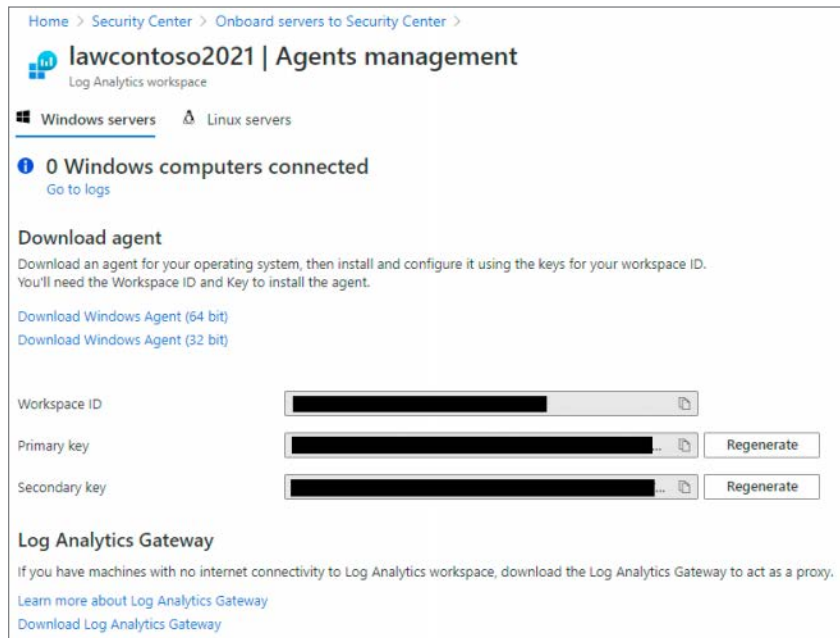 Home > Security Center > Onboard servers to Security Center >
lawcontoso2021 | Agents management
Log Analytics workspace
Windows servers Linux servers
0 Windows computers connected
Go to logs
Download agent
Download an agent for your operating system, then install and configure it using the keys for your workspace ID.
You'll need the Workspace ID and Key to install the agent.
Download Windows Agent (64 bit)
Download Windows Agent (32 bit)
Workspace ID
Primary key ... Regenerate
Secondary key ... Regenerate
Log Analytics Gateway
If you have machines with no internet connectivity to Log Analytics workspace, download the Log Analytics Gateway to act as a proxy.
Learn more about Log Analytics Gateway
Download Log Analytics Gateway